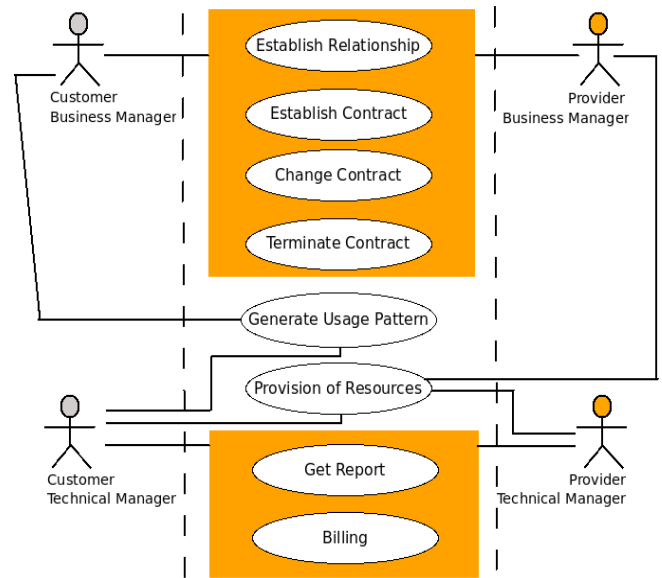 Establish Relationship
Customer
Business Manager
Provider
Business Manager
Establish Contract
Change Contract
Terminate Contract
Generate Usage Pattern
Provision of Resources
Customer
Technical Manager
Get Report
Provider
Technical Manager
Billing